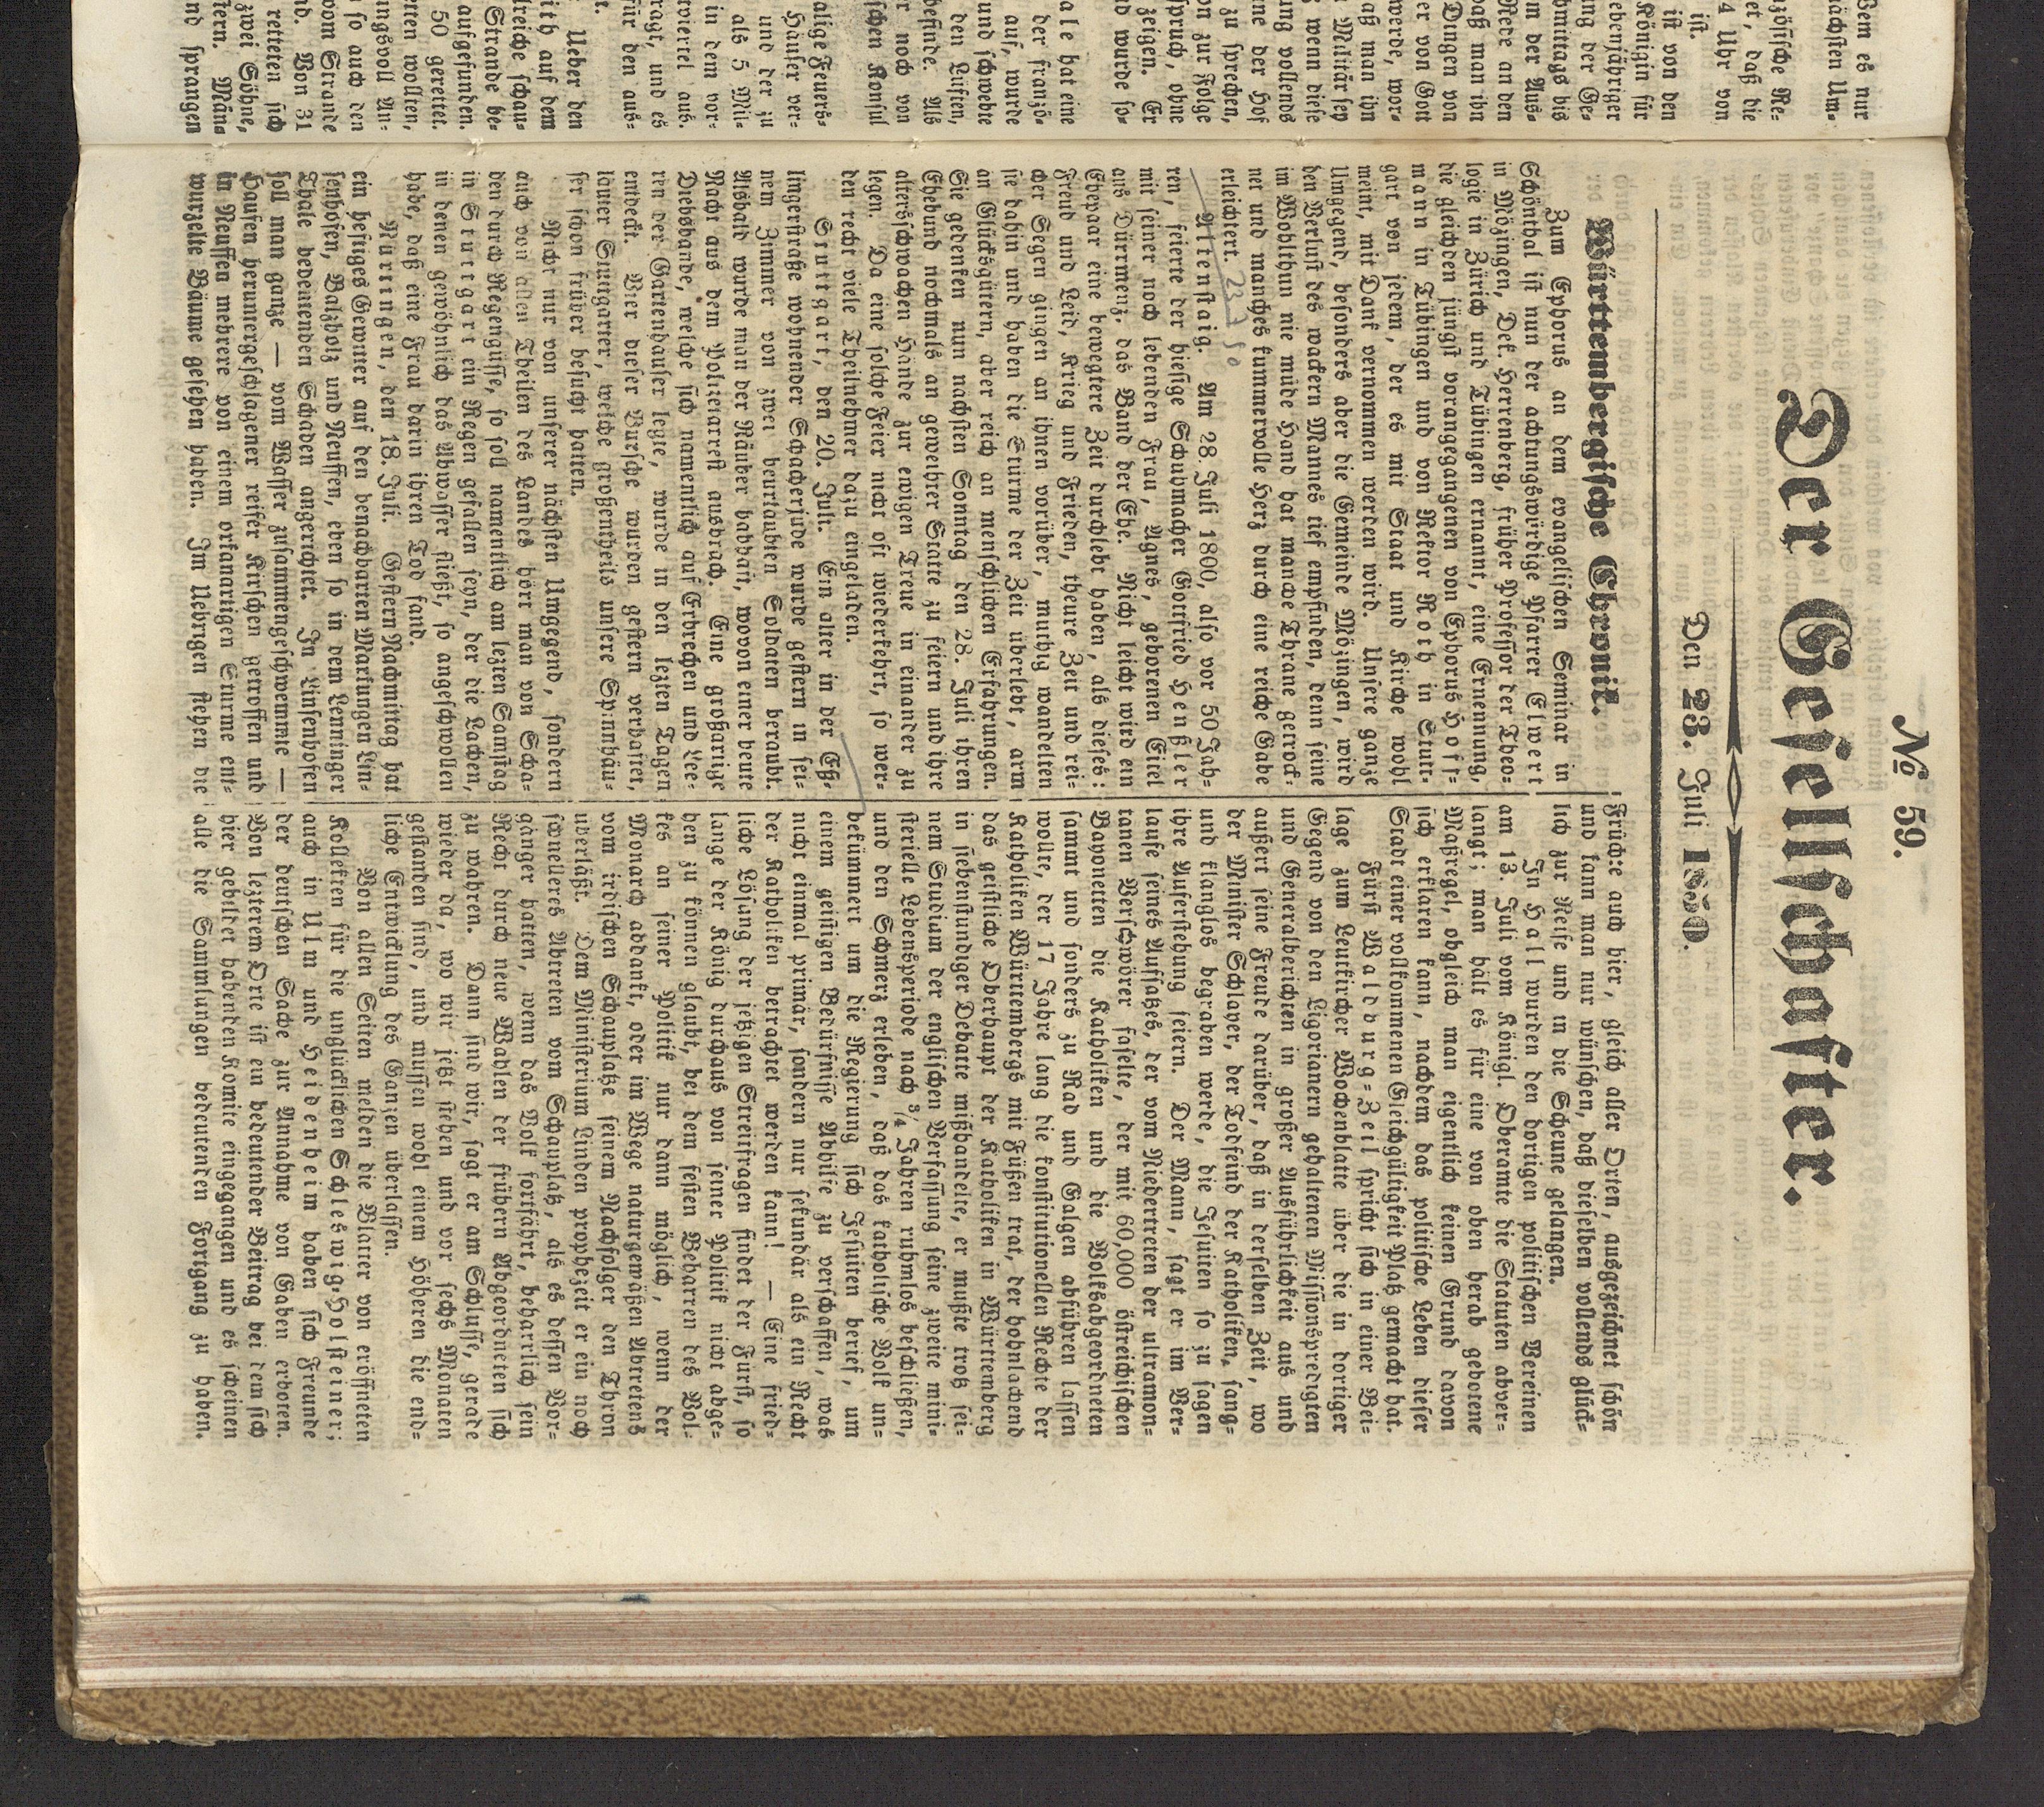 № 59.
Der Gesellschafter.
Den 23. Juli 1850.
Württembergische Chronik.
Zum Ephorus an dem evangelischen Seminar in
Schönthal ist nun der achtungswürdige Pfarrer Elwert
in Mözingen, Dek. Herrenberg, früher Professor der Theo-
logie in Zürich und Tübingen ernannt, eine Ernennung,
die gleich den jüngst vorangegangenen von Ephorus Hoff-
mann in Tübingen und von Rektor Roth in Stutt-
gart von jedem, der es mit Staat und Kirche wohl
meint, mit Dank vernommen werden wird. Unsere ganze
Umgegend, besonders aber die Gemeinde Mözingen, wird
den Verlust des wackern Mannes tief empfinden, denn seine
im Wohlthun nie müde Hand hat manche Thräne getrock-
net und manches kummervolle Herz durch eine reiche Gabe
erleichtert. 23.7.50
Altenstaig. Am 28. Juli 1800, also vor 50 Jah-
ren, feierte der hiesige Schuhmacher Gottfried Henßler
mit seiner noch lebenden Frau, Agnes, geborenen Eitel
aus Dürrmenz, das Band der Ehe. Nicht leicht wird ein
Ehepaar eine bewegtere Zeit durchlebt haben, als dieses:
Freud und Leid, Krieg und Frieden, theure Zeit und rei-
cher Segen gingen an ihnen vorüber, muthig wandelten
sie dahin und haben die Stürme der Zeit überlebt, arm
an Glücksgütern, aber reich an menschlichen Erfahrungen.
Sie gedenken nun nächsten Sonntag den 28. Juli ihren
Ehebund nochmals an geweihter Stätte zu feiern und ihre
altersschwachen Hände zur ewigen Treue in einander zu
legen. Da eine solche Feier nicht oft wiederkehrt, so wer-
den recht viele Theilnehmer dazu eingeladen.
Stuttgart, den 20. Juli. Ein alter in der Eß-
lingerstraße wohnender Schacherjude wurde gestern in sei-
nem Zimmer von zwei beurlaubten Soldaten beraubt.
Alsbald wurde man der Räuber habhaft, wovon einer heute
Nacht aus dem Polizeiarrest ausbrach. Eine großartige
Diebsbande, welche sich namentlich auf Erbrechen und Lee-
ren der Gartenhäuser legte, wurde in den lezten Tagen
entdeckt. Vier dieser Bursche wurden gestern verhaftet,
lauter Stuttgarter, welche großentheils unsere Spinnhäu-
ser schon früher besucht hatten.
Nicht nur von unserer nächsten Umgegend, sondern
auch von allen Theilen des Landes hört man von Scha-
den durch Regengüsse, so soll namentlich am lezten Samstag
in Stuttgart ein Regen gefallen seyn, der die Lachen,
in denen gewöhnlich das Abwasser fließt, so angeschwollen
habe, daß eine Frau darin ihren Tod fand.
Nürtingen, den 18. Juli. Gestern Nachmittag hat
ein heftiges Gewitter auf den benachbarten Markungen Lin-
senhofen, Balzholz und Neuffen, eben so in dem Lenninger
Thale bedeutenden Schaden angerichtet. In Linsenhofen
soll man ganze — vom Wasser zusammengeschwemmte —
Haufen heruntergeschlagener reifer Kirschen getroffen und
in Neuffen mehrere von einem orkanartigen Sturme ent-
wurzelte Bäume gesehen haben. Im Uebrigen stehen die
Früchte auch hier, gleich aller Orten, ausgezeichnet schön
und kann man nur wünschen, daß dieselben vollends glück-
lich zur Reife und in die Scheune gelangen.
In Hall wurden den dortigen politischen Vereinen
am 13. Juli vom Königl. Oberamte die Statuten abver-
langt; man hält es für eine von oben herab gebotene
Maßregel, obgleich man eigentlich keinen Grund davon
sich erklären kann, nachdem das politische Leben dieser
Stadt einer vollkommenen Gleichgültigkeit Platz gemacht hat.
Fürst Waldburg-Zeil spricht sich in einer Bei-
lage zum Leutkircher Wochenblatte über die in dortiger
Gegend von den Ligorianern gehaltenen Missionspredigten
und Generalberichten in großer Ausführlichkeit aus und
äußert seine Freude darüber, daß in derselben Zeit, wo
der Minister Schlayer, der Todfeind der Katholiken, sang-
und klanglos begraben werde, die Jesuiten so zu sagen
ihre Auferstehung feiern. Der Mann, sagt er im Ver-
laufe seines Aufsatzes, der vom Niedertreten der ultramon-
tanen Verschwörer faselte, der mit 60,000 östreichischen
Bayoneten die Katholiken und die Volksabgeordneten
sammt und sonders zu Rad und Galgen abführen lassen
wollte, der 17 Jahre lang die konstitutionellen Rechte der
Katholiken Württembergs mit Füßen trat, der hohnlachend
das geistliche Oberhaupt der Katholiken in Württemberg
in siebenstündiger Debatte mißhandelte, er mußte trotz sei-
nem Studium der englischen Verfassung seine zweite mini-
sterielle Lebensperiode nach ¾ Jahren ruhmlos beschließen,
und den Schmerz erleben, daß das katholische Volk un-
bekümmert um die Regierung sich Jesuiten berief, um
einem geistigen Bedürfnisse Abhilfe zu verschaffen, was
nicht einmal primär, sondern nur sekundär als ein Recht
der Katholiken betrachtet werden kann! — Eine fried-
liche Lösung der jetzigen Streitfragen findet der Fürst, so
lange der König durchaus von seiner Politik nicht abge-
hen zu können glaubt, bei dem festen Beharren des Vol-
kes an seiner Politik nur dann möglich, wenn der
Monarch abdankt, oder im Wege naturgemäßen Abtretens
vom irdischen Schauplatze seinem Nachfolger den Thron
überläßt. Dem Ministerium Linden prophezeit er ein noch
schnelleres Abtreten vom Schauplatz, als es dessen Vor-
gänger hatten, wenn das Volk fortfährt, beharrlich sein
Recht durch neue Wahlen der frühern Abgeordneten sich
zu wahren. Dann sind wir, sagt er am Schlusse, gerade
wieder da, wo wir jetzt stehen und vor sechs Monaten
gestanden sind, und müssen wohl einem Höheren die end-
liche Entwicklung des Ganzen überlassen.
Von allen Seiten melden die Blätter von eröffneten
Kollekten für die unglücklichen Schleswig-Holsteiner;
auch in Ulm und Heidenheim haben sich Freunde
der deutschen Sache zur Annahme von Gaben erboten.
Von lezterem Orte ist ein bedeutender Beitrag bei dem sich
hier gebildet habenden Komite eingegangen und es scheinen
alle die Sammlungen bedeutenden Fortgang zu haben.